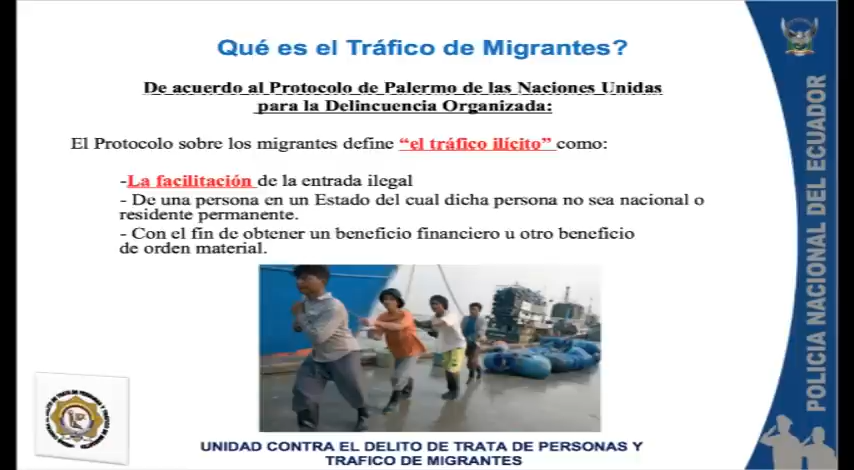 Qué es el Tráfico de Migrantes?
De acuerdo al Protocolo de Palermo de las Naciones Unidas
para la Delincuencia Organizada:
El Protocolo sobre los migrantes define “el tráfico ilícito” como:
-La facilitación de la entrada ilegal
- De una persona en un Estado del cual dicha persona no sea nacional o
residente permanente.
- Con el fin de obtener un beneficio financiero u otro beneficio
de orden material.
UNIDAD CONTRA EL DELITO DE TRATA DE PERSONAS Y
TRAFICO DE MIGRANTES
POLICIA NACIONAL DEL ECUADOR